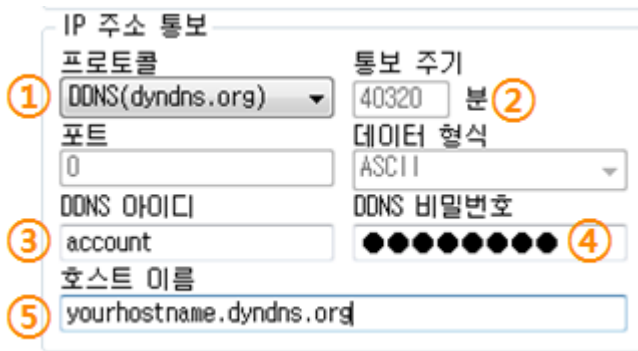 IP 주소 통보
프로토콜 통보 주기
① DDNS(dyndns.org) 40320 분 ②
포트 데이터 형식
0 ASCII
DDNS 아이디 DDNS 비밀번호
③ account ●●●●●●●● ④
호스트 이름
⑤ yourhostname.dyndns.org